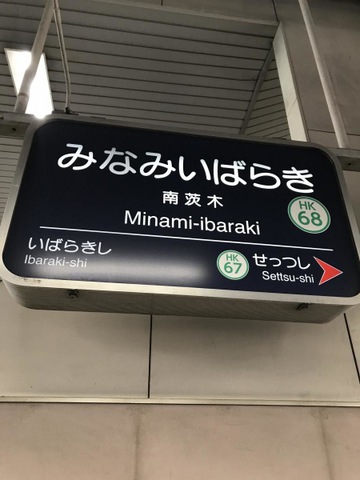 みなみいばらき
南茨木
Minami-ibaraki
HK
68
いばらきし
Ibaraki-shi
HK
67
せっつし
Settsu-shi